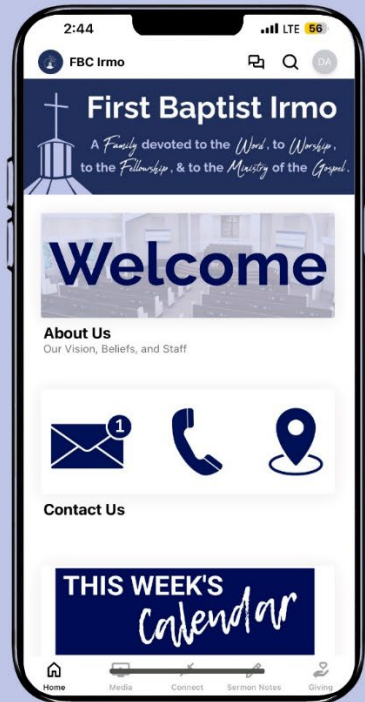 2:44 LTE 56
FBC Irmo DA
First Baptist Irmo
A Family devoted to the Word, to Worship,
to the Fellowship, & to the Ministry of the Gospel.
Welcome
About Us
Our Vision, Beliefs, and Staff
1
Contact Us
THIS WEEK'S
Calendar
Home Media Connect Sermon Notes Giving